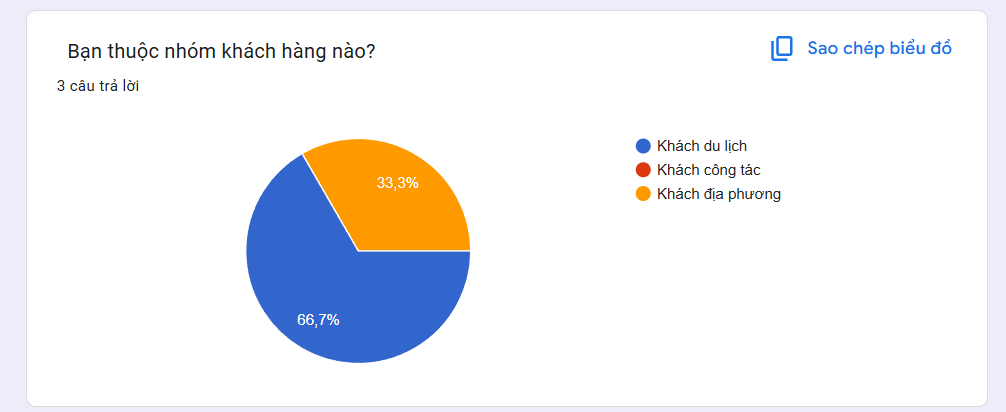 Bạn thuộc nhóm khách hàng nào?
Sao chép biểu đồ
3 câu trả lời
Khách du lịch
Khách công tác
Khách địa phương
33,3%
66,7%